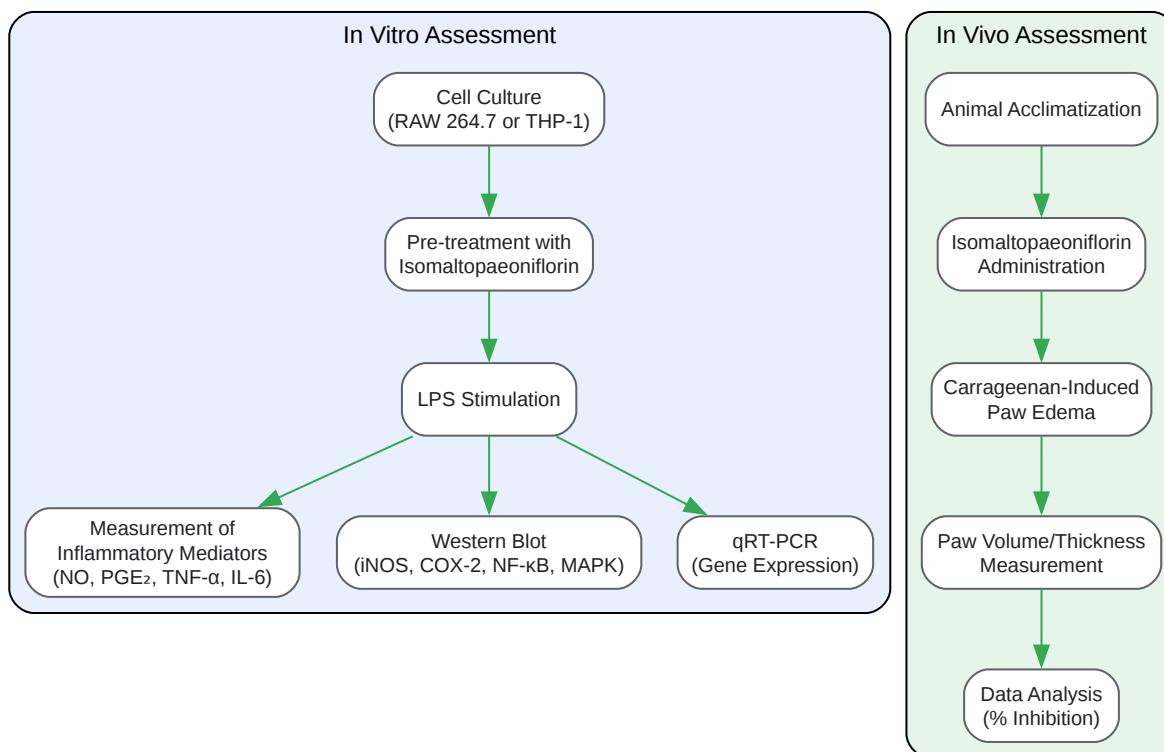 In Vitro Assessment
Cell Culture
(RAW 264.7 or THP-1)
Pre-treatment with
Isomaltopaeoniflorin
LPS Stimulation
Measurement of
Inflammatory Mediators
(NO, PGE₂, TNF-α, IL-6)
Western Blot
(iNOS, COX-2, NF-κB, MAPK)
qRT-PCR
(Gene Expression)
In Vivo Assessment
Animal Acclimatization
Isomaltopaeoniflorin
Administration
Carrageenan-Induced
Paw Edema
Paw Volume/Thickness
Measurement
Data Analysis
(% Inhibition)